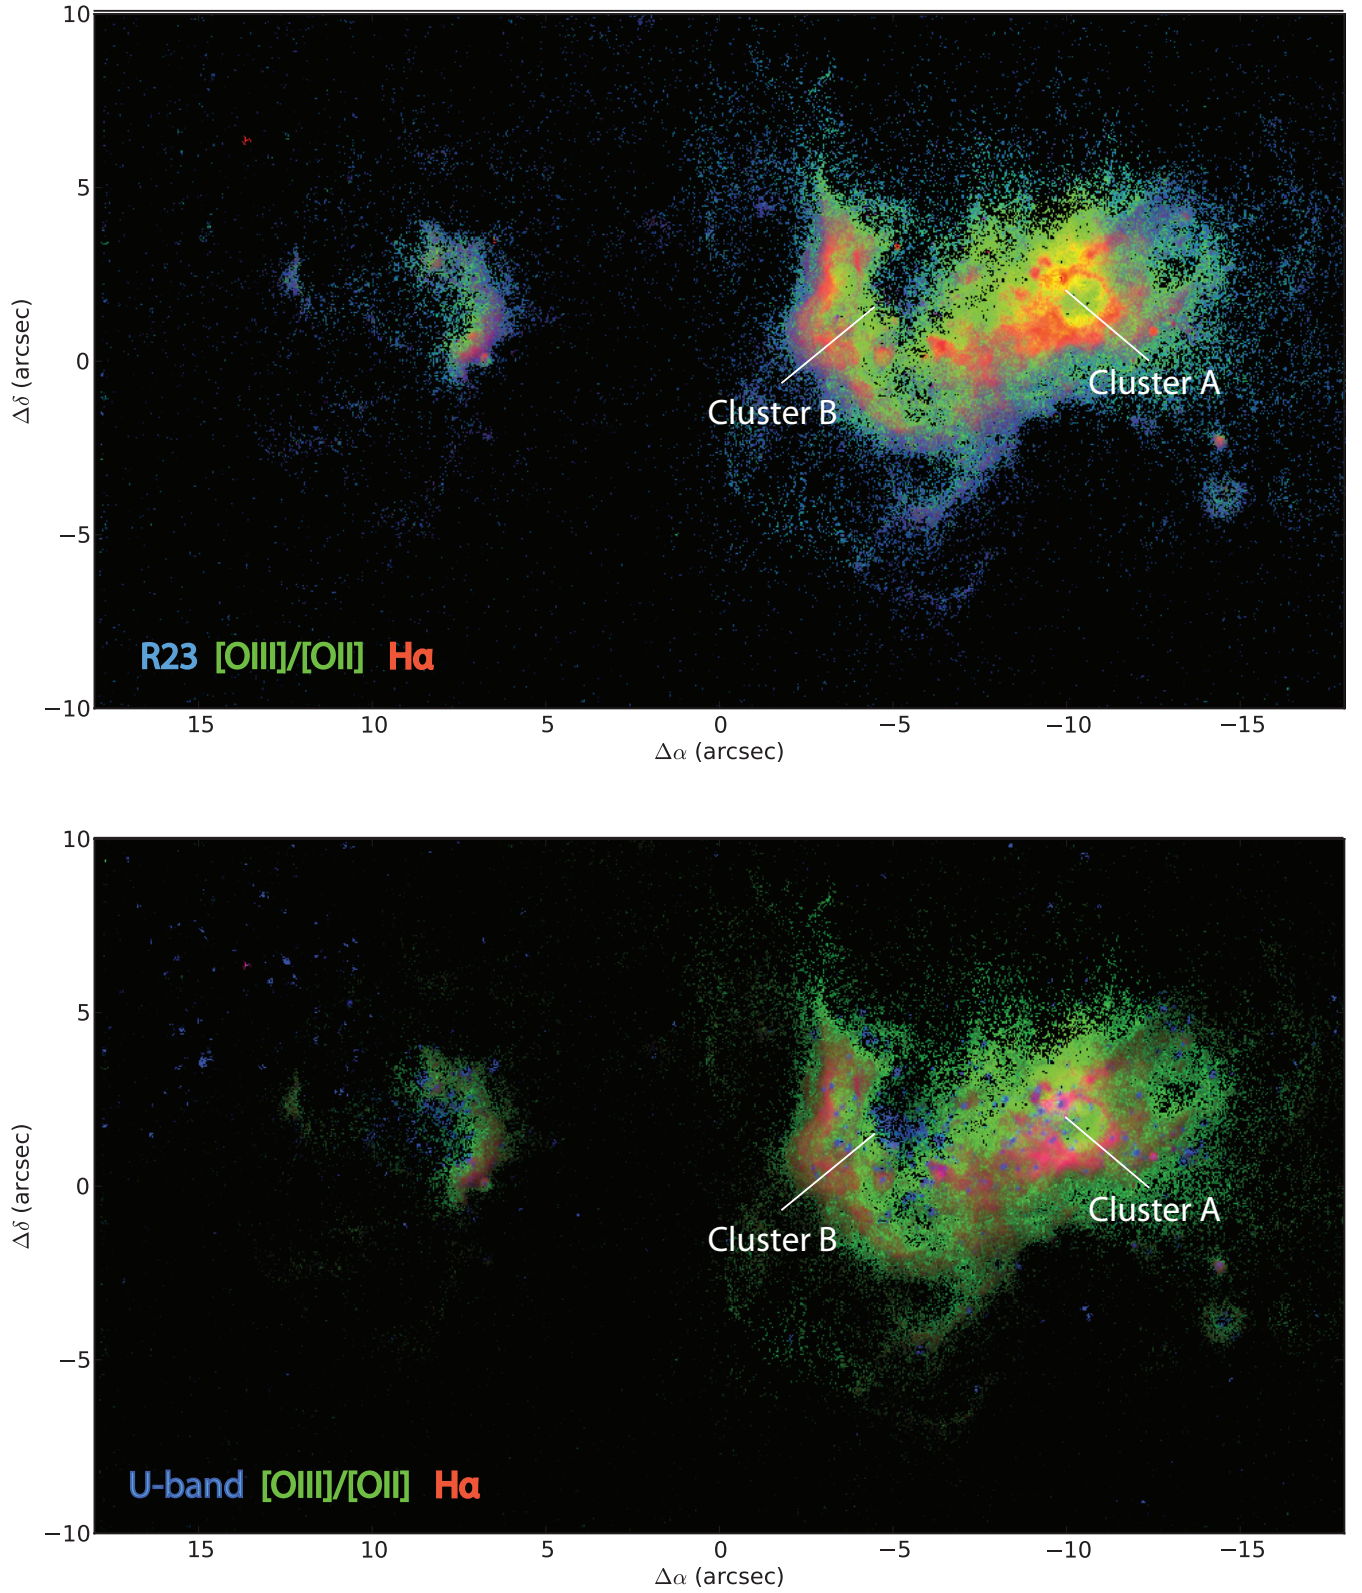 10
5
0
−5
−10
Δδ (arcsec)
Cluster B
Cluster A
R23 [OIII]/[OII] Hα
15 10 5 0 −5 −10 −15
Δα (arcsec)
10
5
0
−5
−10
Δδ (arcsec)
Cluster B
Cluster A
U-band [OIII]/[OII] Hα
15 10 5 0 −5 −10 −15
Δα (arcsec)